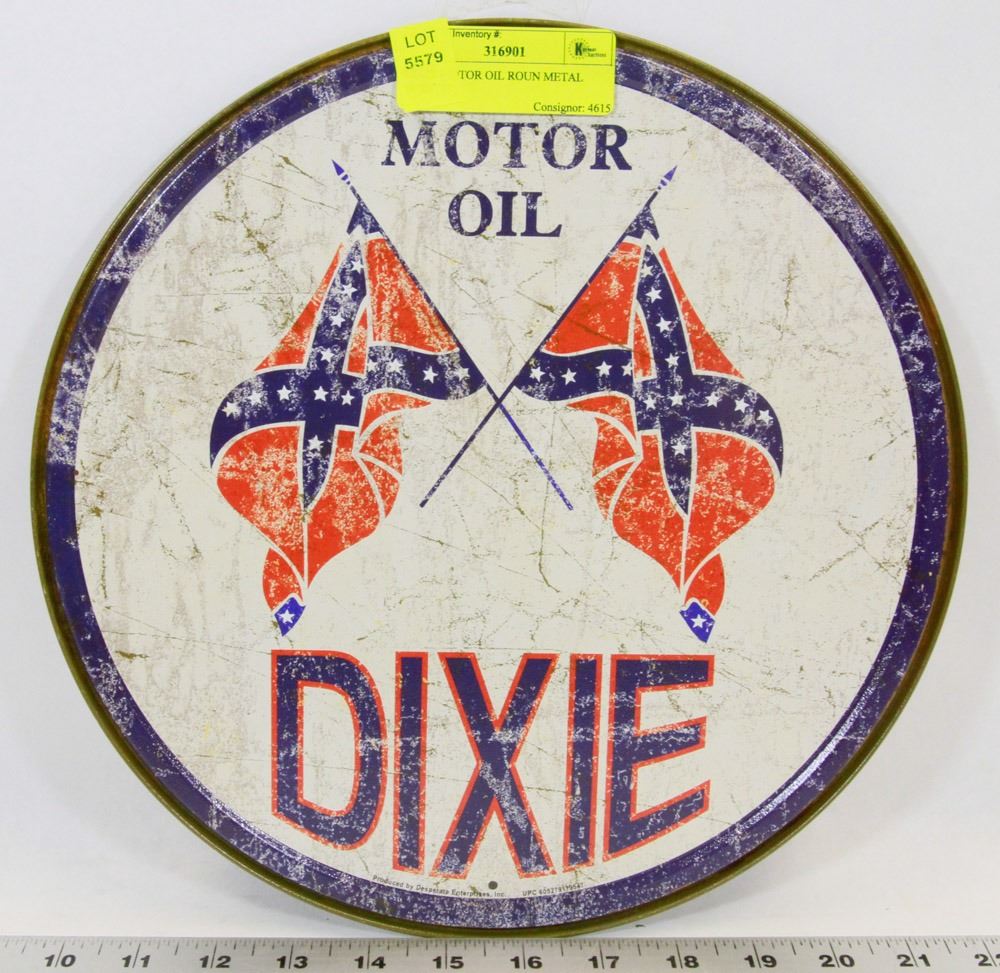 LOT
5579
Inventory #:
316901
TOR OIL ROUN METAL
Consignor: 4615
MOTOR
OIL
DIXIE
Produced by Desperate Enterprises, Inc.
UPC
10 11 12 13 14 15 16 17 18 19 20 21